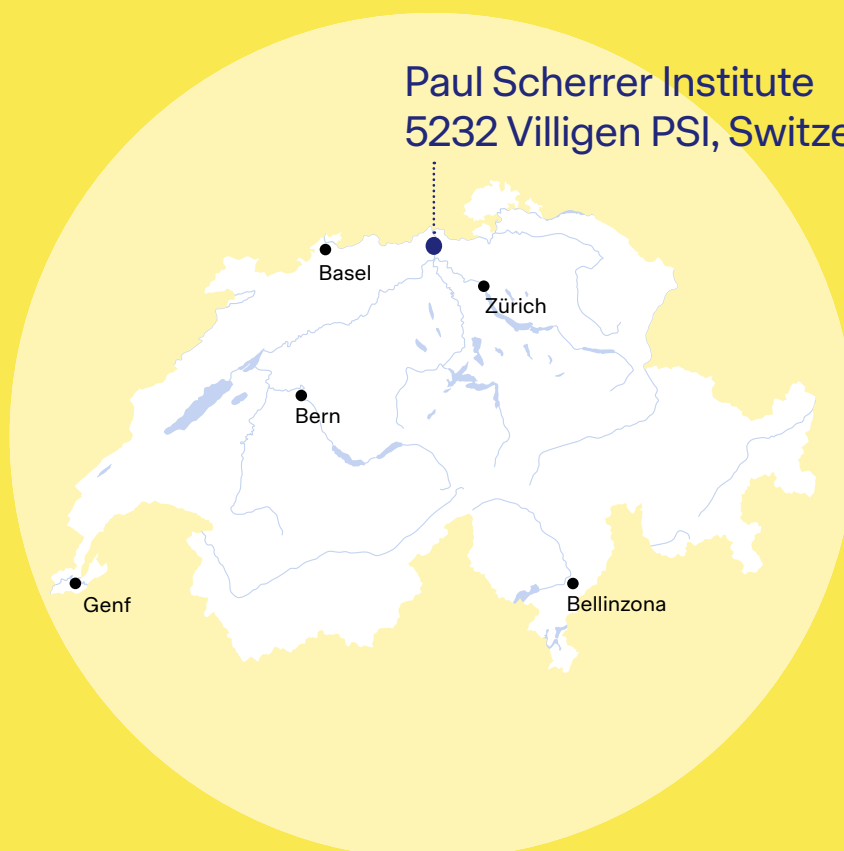 Paul Scherrer Institute
5232 Villigen PSI, Switze
Basel
Zürich
Bern
Genf
Bellinzona